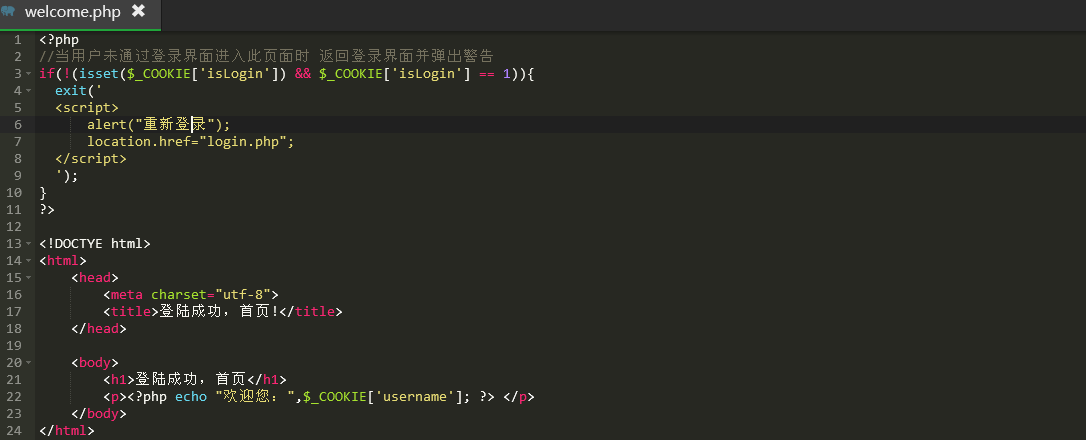 welcome.php ✖
1 <?php
2 //当用户未通过登录界面进入此页面时 返回登录界面并弹出警告
3 if(!(isset($_COOKIE['isLogin']) && $_COOKIE['isLogin'] == 1)){
4 exit('
5 <script>
6 alert("重新登录");
7 location.href="login.php";
8 </script>
9 ');
10 }
11 ?>
12
13 <!DOCTYE html>
14 <html>
15 <head>
16 <meta charset="utf-8">
17 <title>登陆成功，首页!</title>
18 </head>
19
20 <body>
21 <h1>登陆成功，首页</h1>
22 <p><?php echo "欢迎您：",$_COOKIE['username']; ?> </p>
23 </body>
24 </html>